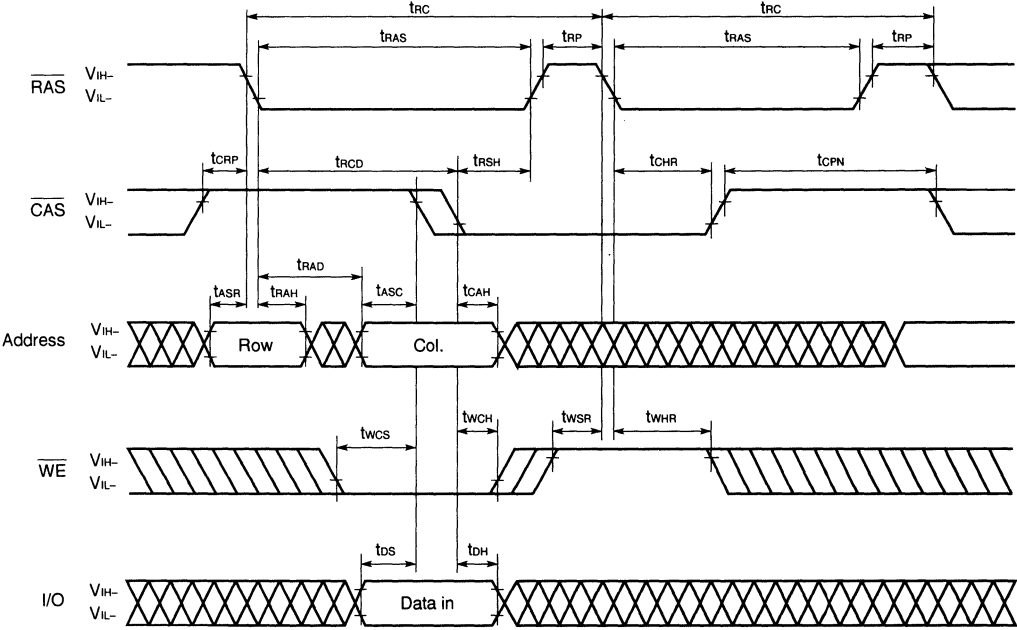 tRC tRC
tRAS tRP tRAS tRP
RAS VIH–
VIL–
tCRP tRCD tRSH tCHR tCPN
CAS VIH–
VIL–
tRAD
tASR tRAH tASC tCAH
Address VIH–
VIL–
Row Col.
tWCS tWCH tWSR tWHR
WE VIH–
VIL–
tDS tDH
I/O VIH–
VIL–
Data in